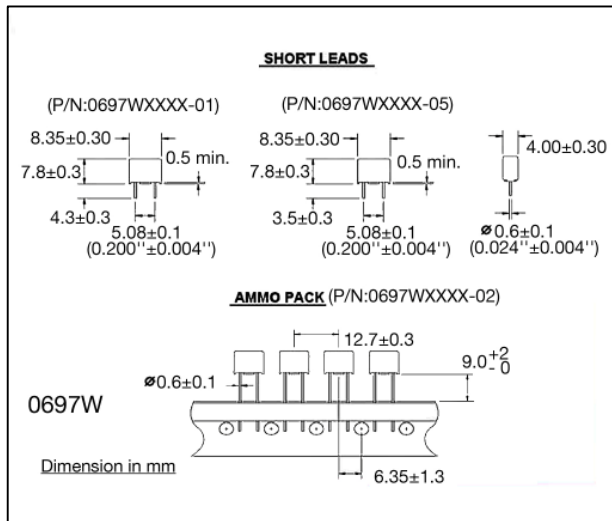 SHORT LEADS
(P/N:0697WXXXX-01)
(P/N:0697WXXXX-05)
8.35±0.30
7.8±0.3
0.5 min.
4.3±0.3
5.08±0.1
(0.200"±0.004")
8.35±0.30
7.8±0.3
0.5 min.
3.5±0.3
5.08±0.1
(0.200"±0.004")
4.00±0.30
ø0.6±0.1
(0.024"±0.004")
AMMO PACK (P/N:0697WXXXX-02)
12.7±0.3
9.0+2
-0
ø0.6±0.1
0697W
Dimension in mm
6.35±1.3